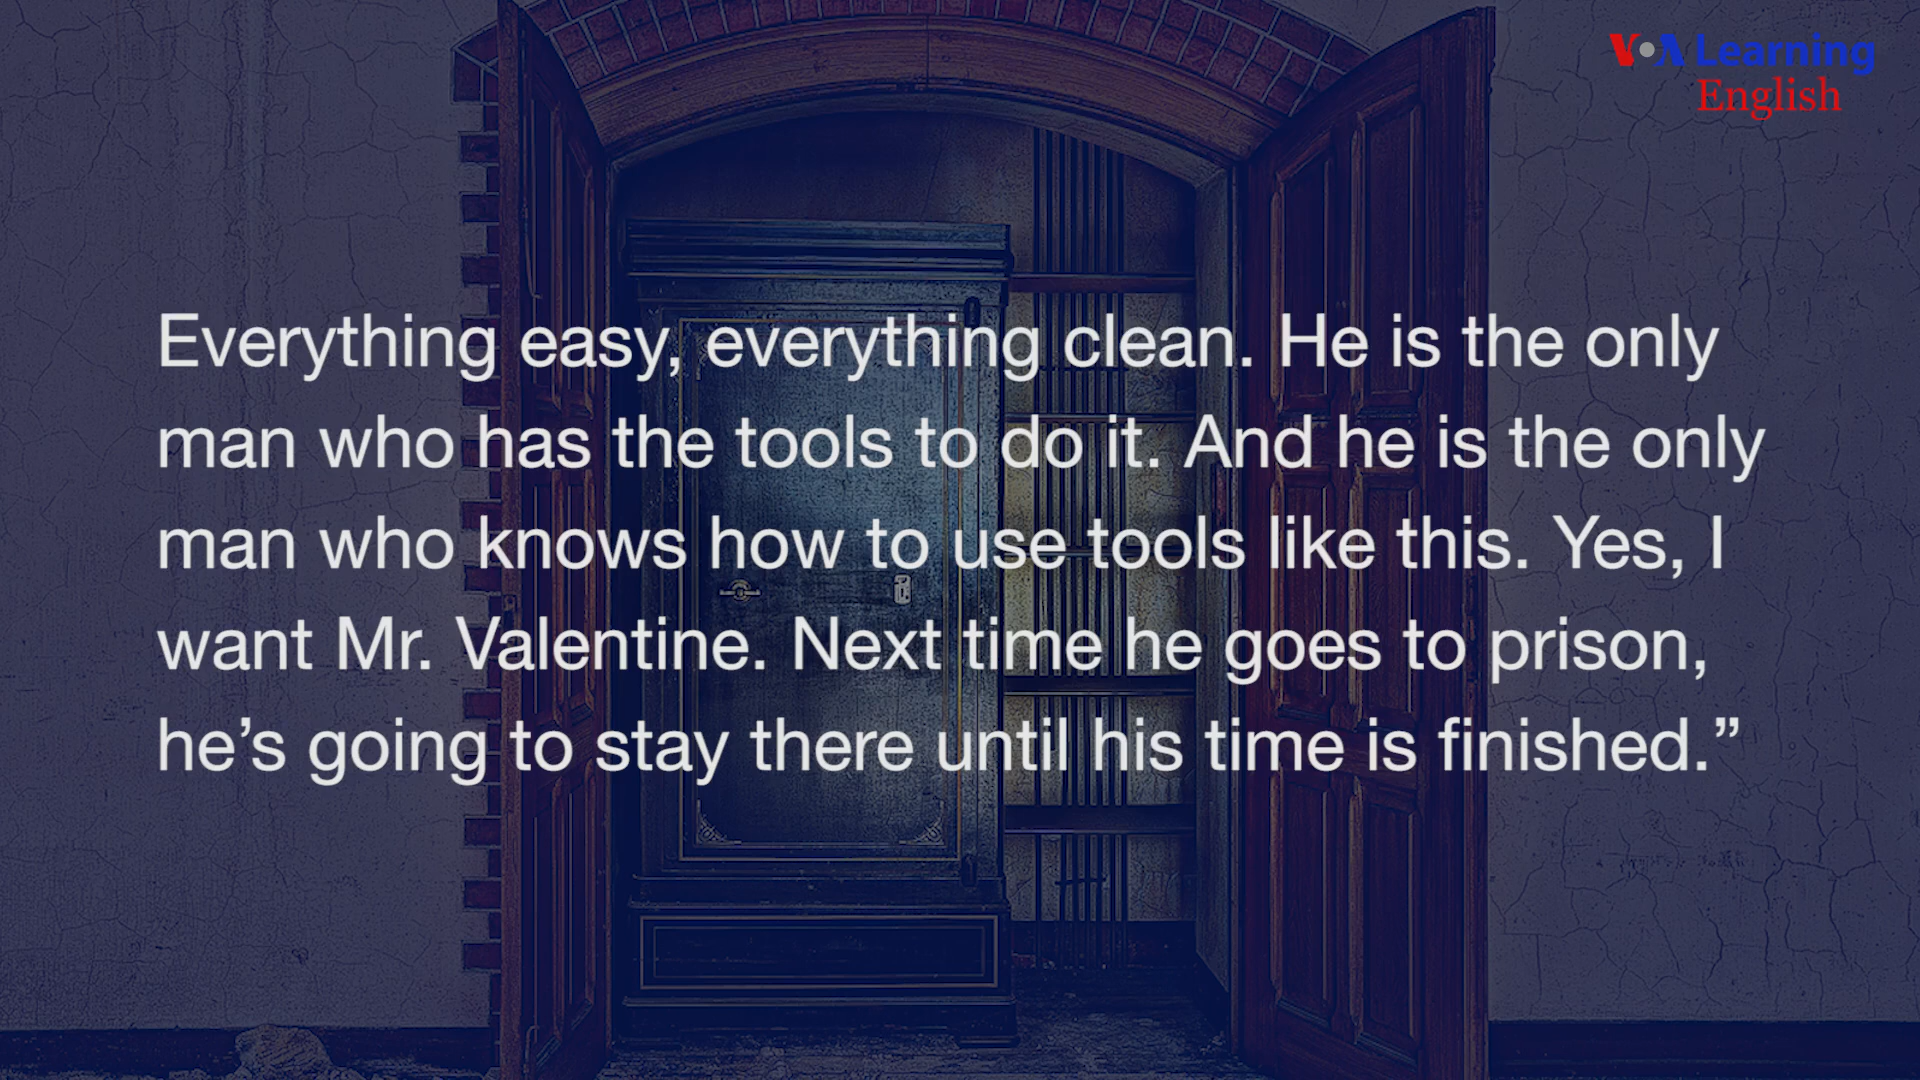 VOA Learning
English
Everything easy, everything clean. He is the only
man who has the tools to do it. And he is the only
man who knows how to use tools like this. Yes, I
want Mr. Valentine. Next time he goes to prison,
he’s going to stay there until his time is finished.”